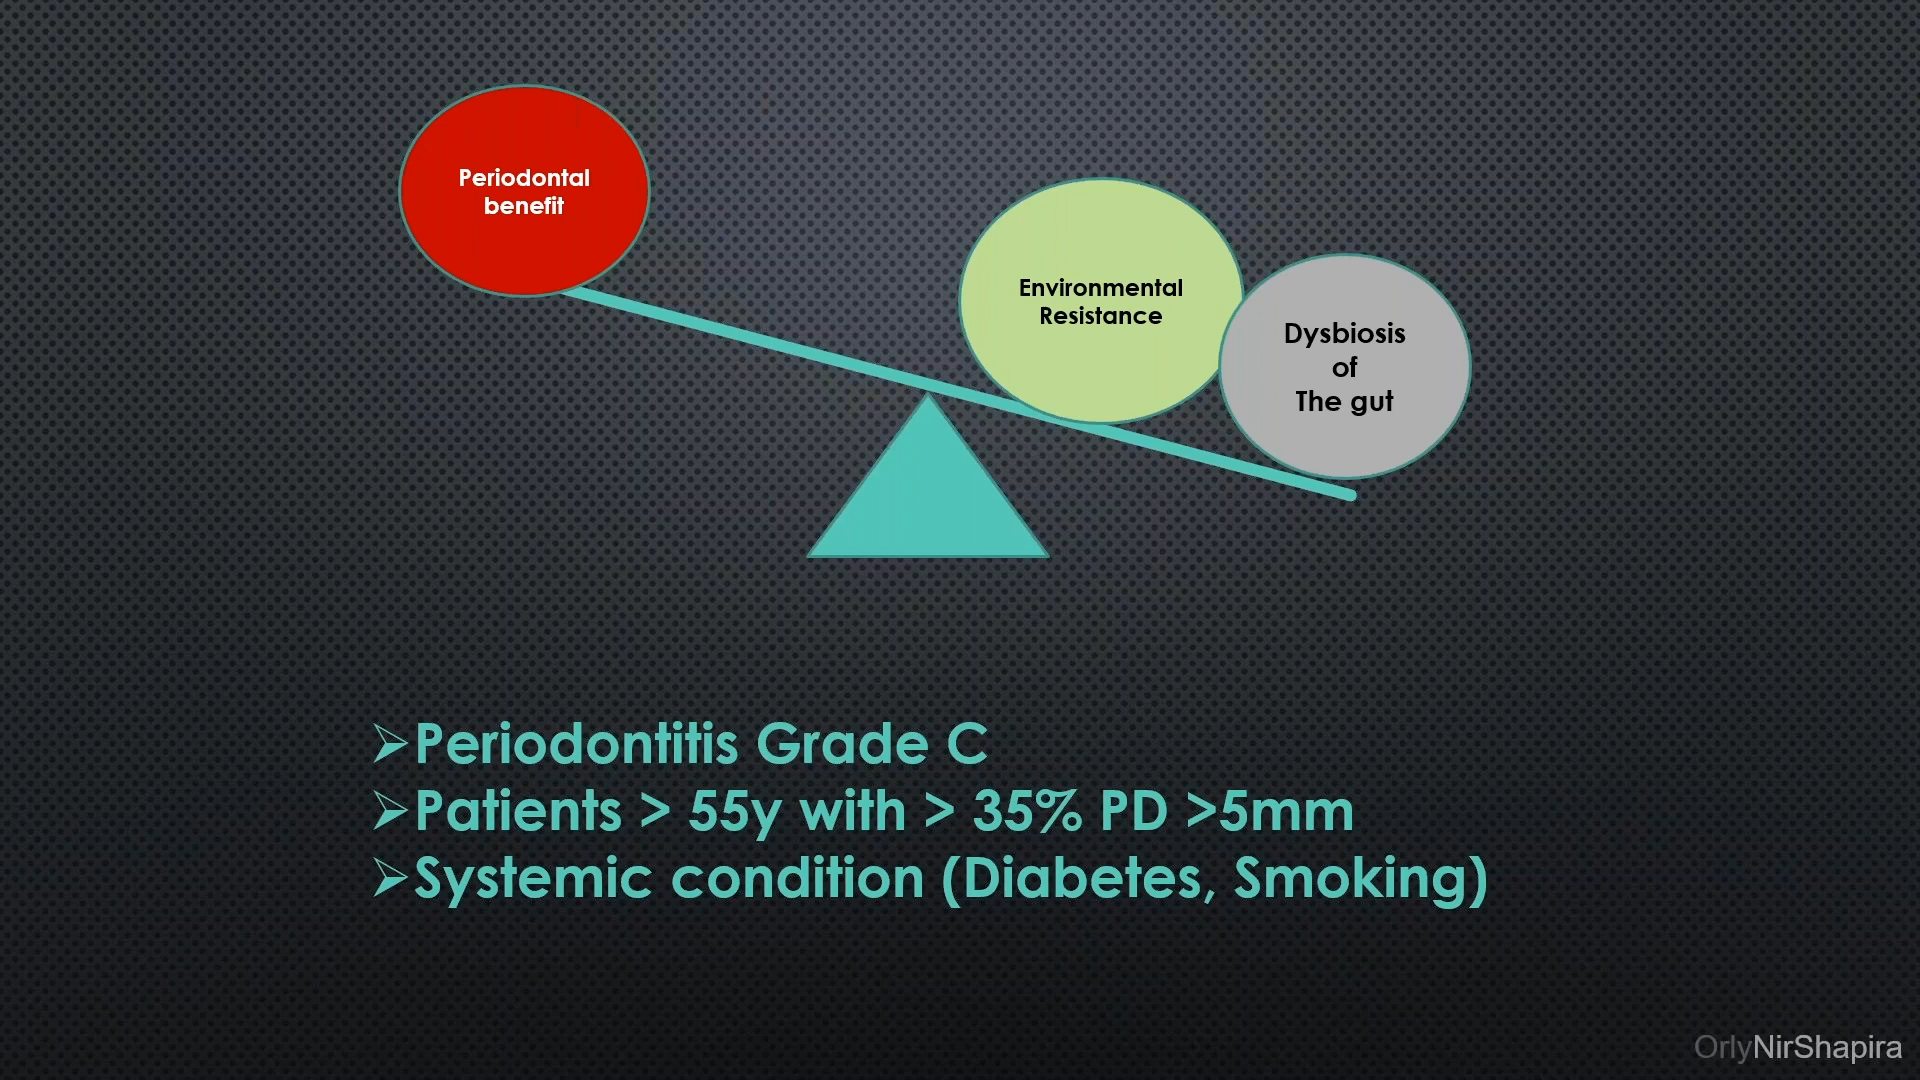 Periodontal
benefit
Environmental
Resistance
Dysbiosis
of
The gut
➢Periodontitis Grade C
➢Patients > 55y with > 35% PD >5mm
➢Systemic condition (Diabetes, Smoking)
OrlyNirShapira